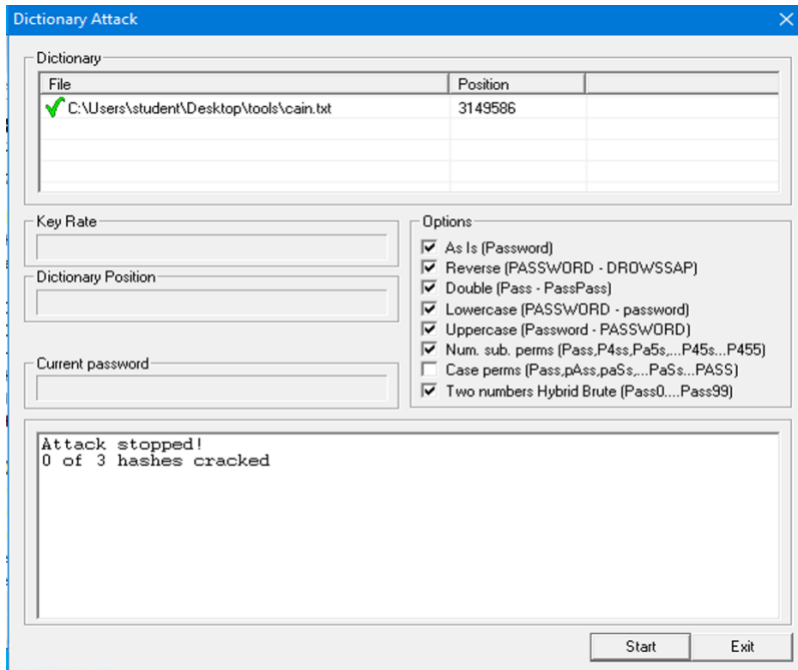 Dictionary Attack
Dictionary
File Position
C:\Users\student\Desktop\tools\cain.txt 3149586
Key Rate
Dictionary Position
Current password
Options
As Is (Password)
Reverse (PASSWORD - DROWSSAP)
Double (Pass - PassPass)
Lowercase (PASSWORD - password)
Uppercase (Password - PASSWORD)
Num. sub. perms (Pass,P4ss,Pa5s,...P45s...P455)
Case perms (Pass,pAss,paSs,...PaSs...PASS)
Two numbers Hybrid Brute (Pass0....Pass99)
Attack stopped!
0 of 3 hashes cracked
Start Exit